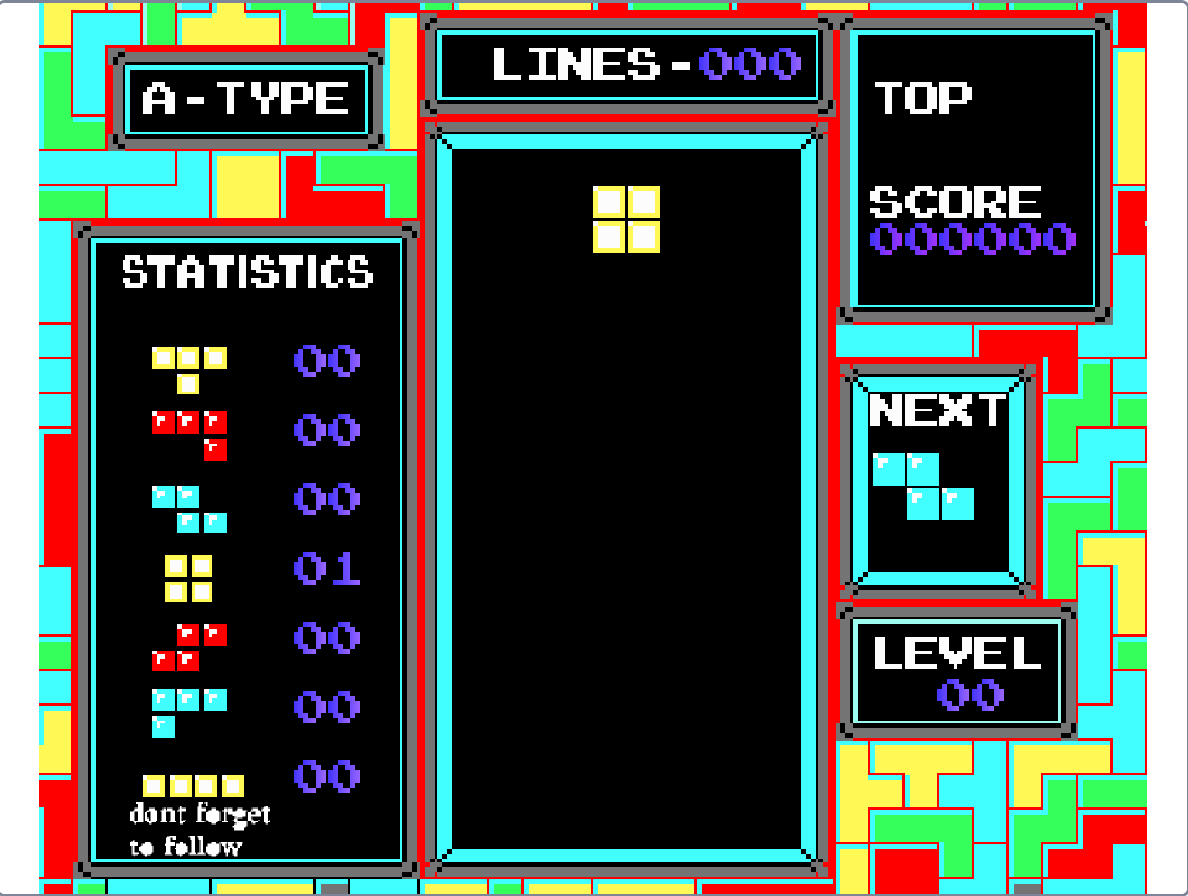 LINES-000
A-TYPE
TOP
SCORE
000000
STATISTICS
00
00
00
01
00
00
00
dont forget
to follow
NEXT
LEVEL
00